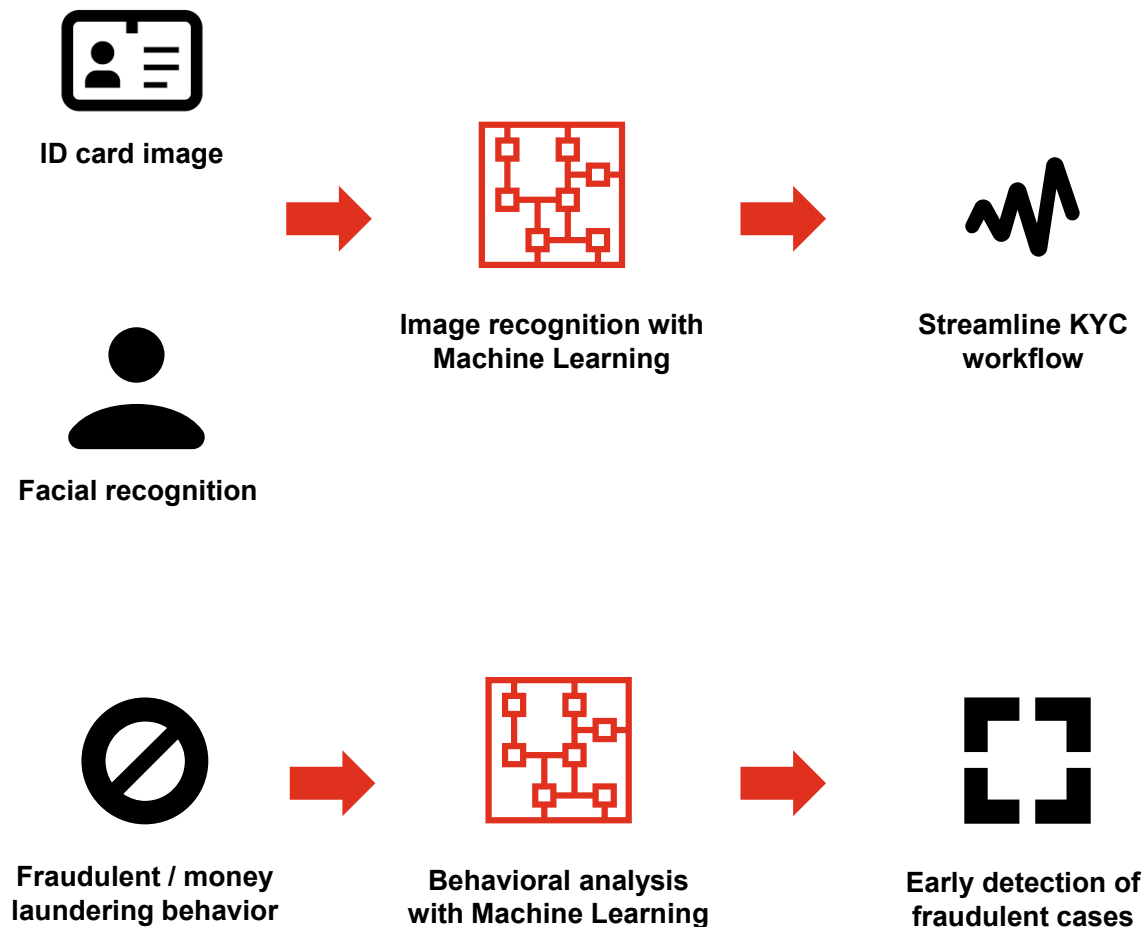 ID card image
Image recognition with
Machine Learning
Streamline KYC
workflow
Facial recognition
Fraudulent / money
laundering behavior
Behavioral analysis
with Machine Learning
Early detection of
fraudulent cases